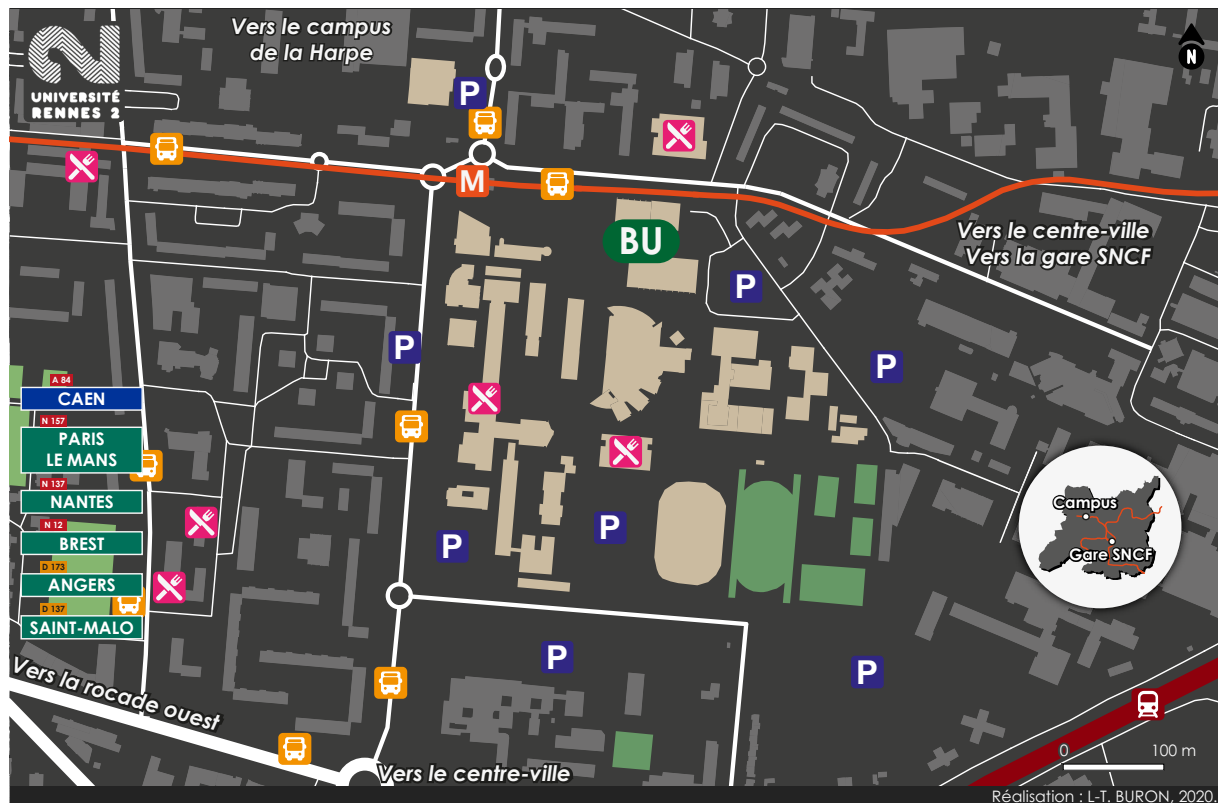 Vers le campus
de la Harpe
N
UNIVERSITÉ
RENNES 2
P
M
BU
Vers le centre-ville
Vers la gare SNCF
P
P
P
A 84
CAEN
N 157
PARIS
LE MANS
N 137
NANTES
N 12
BREST
D 173
ANGERS
D 137
SAINT-MALO
Campus
Gare SNCF
P
P
P
P
Vers la rocade ouest
Vers le centre-ville
0 100 m
Réalisation : L-T. BURON, 2020.